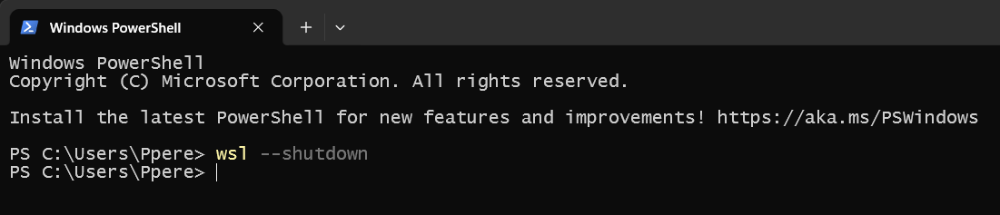 Windows PowerShell
Windows PowerShell
Copyright (C) Microsoft Corporation. All rights reserved.
Install the latest PowerShell for new features and improvements! https://aka.ms/PSWindows
PS C:\Users\Ppere> wsl --shutdown
PS C:\Users\Ppere>